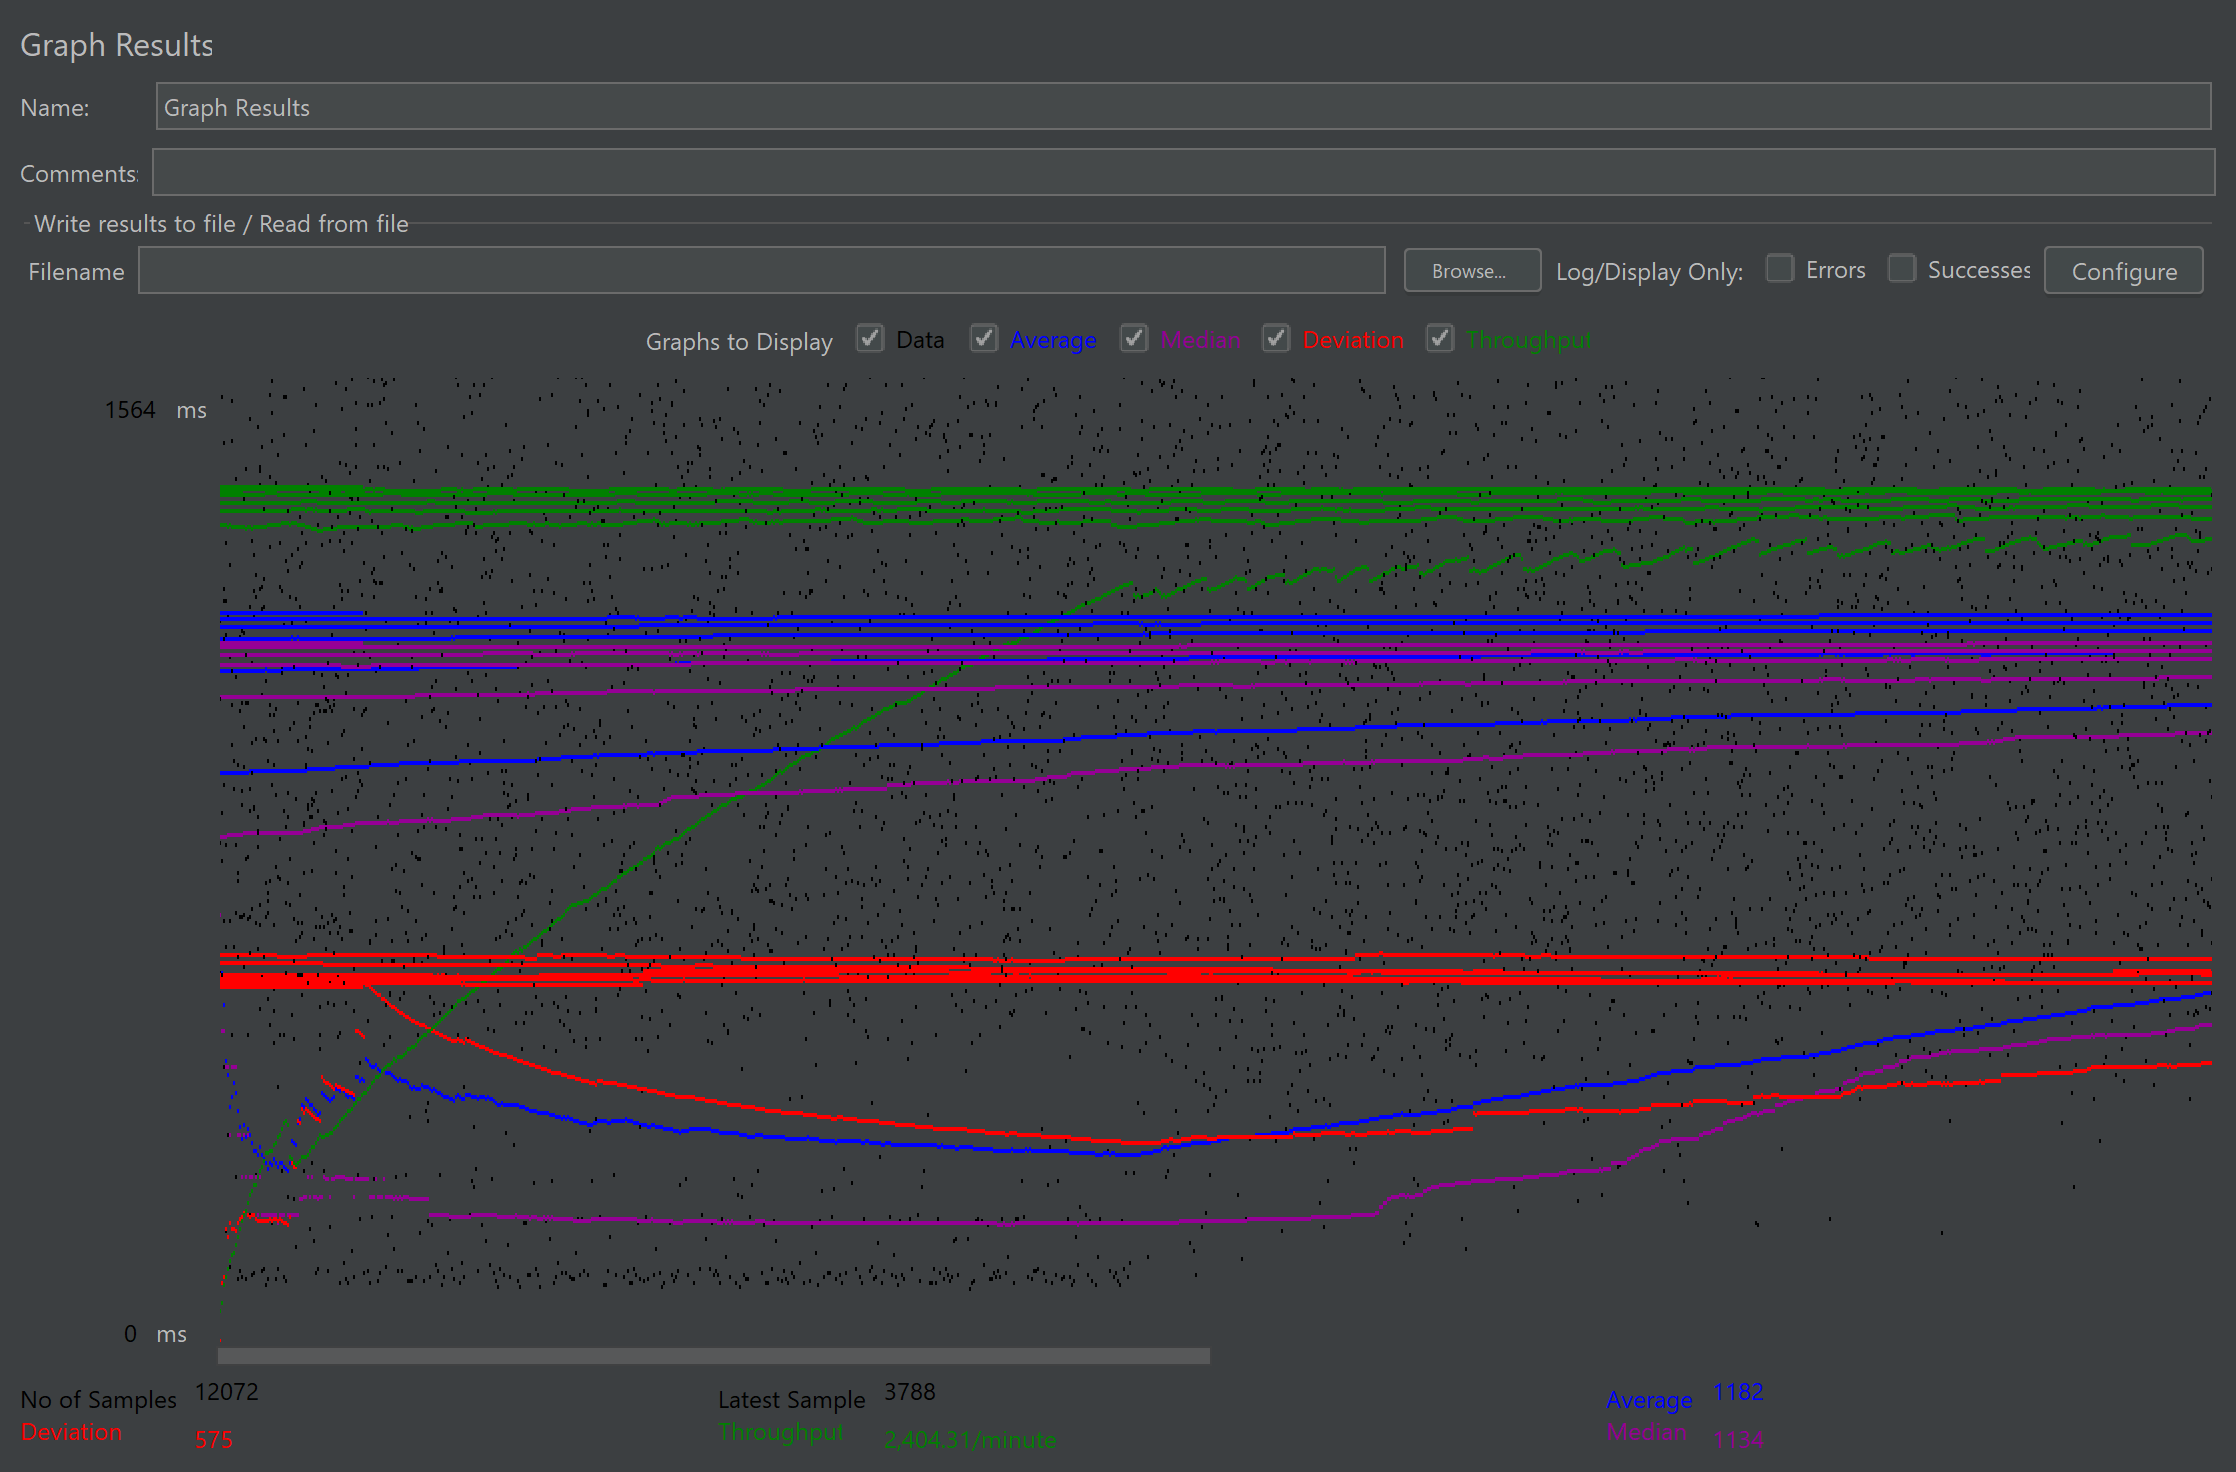 Graph Results
Name: Graph Results
Comments:
Write results to file / Read from file
Filename Browse... Log/Display Only: Errors Successes Configure
Graphs to Display Data Average Median Deviation Throughput
1564 ms
0 ms
No of Samples 12072 Latest Sample 3788 Average 1182
Deviation 575 Throughput 2,404.31/minute Median 1134